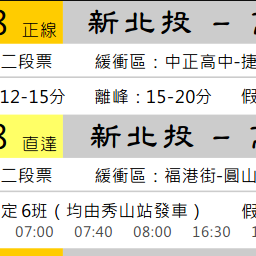 8 正線 新北投 -
二段票 緩衝區：中正高中-捷
12-15分 離峰：15-20分 假
8 直達 新北投 -
二段票 緩衝區：福港街-圓山
定 6班（均由秀山站發車） 假
07:00 07:40 08:00 16:30 1